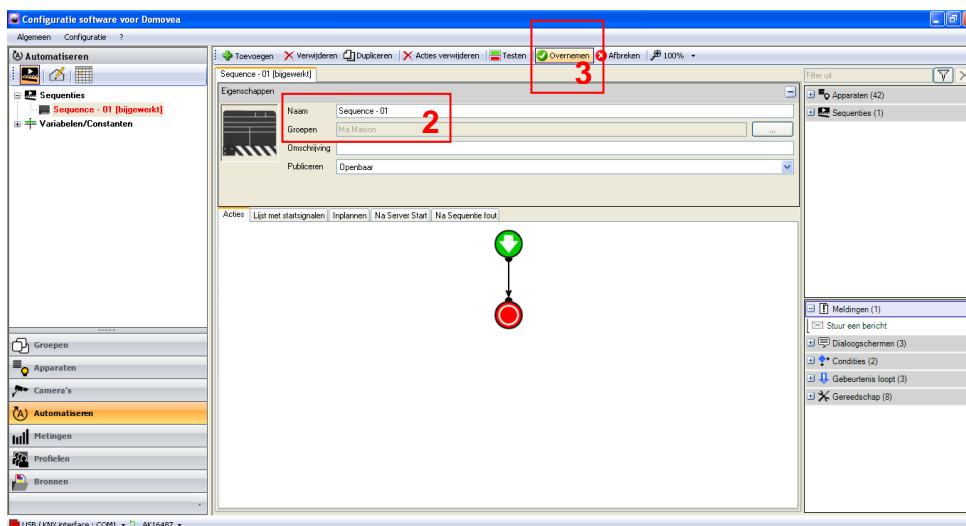 Configuratie software voor Domovea
Algemeen Configuratie ?
Automatiseren
Toevoegen Verwijderen Dupliceren Acties verwijderen Testen Overnemen Afbreken 100%
3
Sequence - 01 [bijgewerkt]
Filter uit
Sequenties
Sequence - 01 [bijgewerkt]
Variabelen/Constanten
Eigenschappen
Naam Sequence - 01
2
Groepen Ma Maison ...
Omschrijving
Publiceren Openbaar
Apparaten (42)
Sequenties (1)
Acties Lijst met startsignalen Inplannen Na Server Start Na Sequentie fout
Meldingen (1)
Stuur een bericht
Dialoogschermen (3)
Condities (2)
Gebeurtenis loopt (3)
Gereedschap (8)
Groepen
Apparaten
Camera's
Automatiseren
Metingen
Profielen
Bronnen
USB / KNX interface : COM1 AK16487